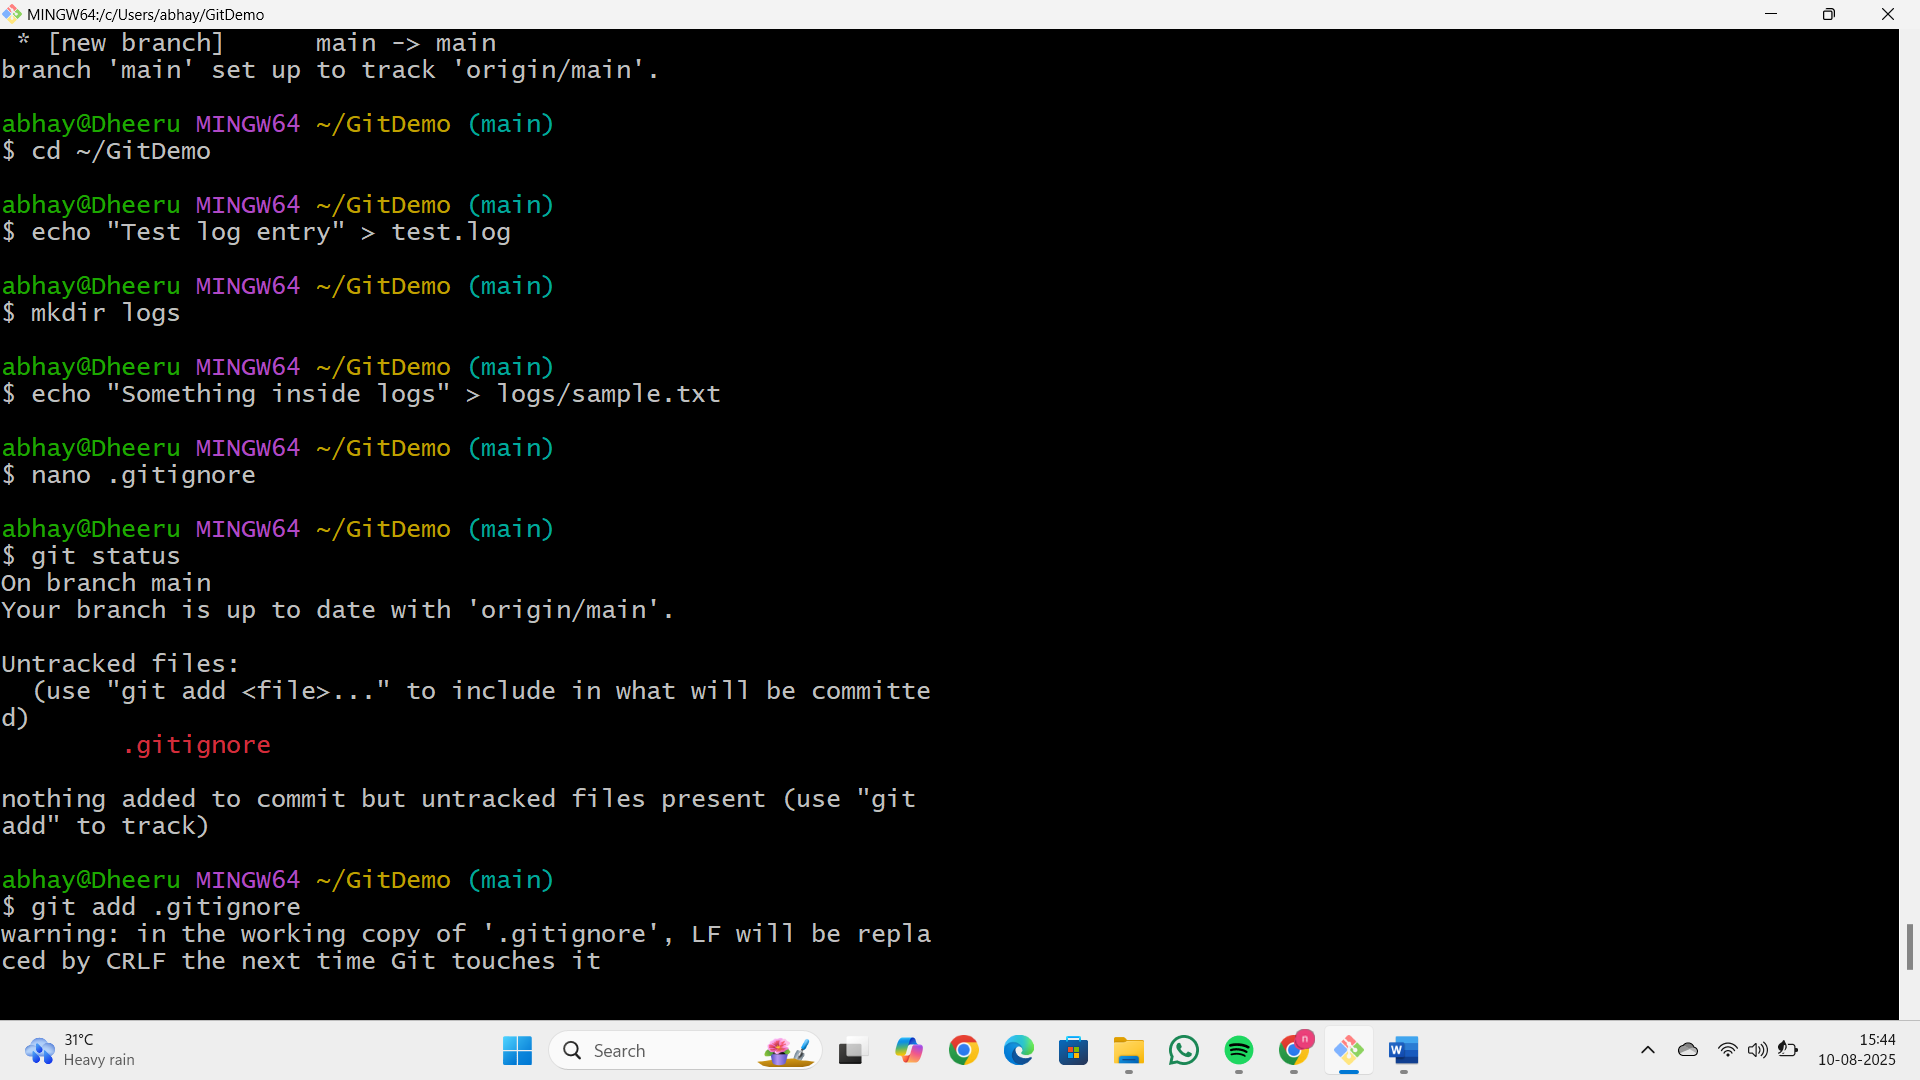 MINGW64:/c/Users/abhay/GitDemo
 * [new branch]      main -> main
branch 'main' set up to track 'origin/main'.
abhay@Dheeru MINGW64 ~/GitDemo (main)
$ cd ~/GitDemo
abhay@Dheeru MINGW64 ~/GitDemo (main)
$ echo "Test log entry" > test.log
abhay@Dheeru MINGW64 ~/GitDemo (main)
$ mkdir logs
abhay@Dheeru MINGW64 ~/GitDemo (main)
$ echo "Something inside logs" > logs/sample.txt
abhay@Dheeru MINGW64 ~/GitDemo (main)
$ nano .gitignore
abhay@Dheeru MINGW64 ~/GitDemo (main)
$ git status
On branch main
Your branch is up to date with 'origin/main'.
Untracked files:
  (use "git add <file>..." to include in what will be committe
d)
        .gitignore
nothing added to commit but untracked files present (use "git
add" to track)
abhay@Dheeru MINGW64 ~/GitDemo (main)
$ git add .gitignore
warning: in the working copy of '.gitignore', LF will be repla
ced by CRLF the next time Git touches it
31°C
Heavy rain
Search
n
W
15:44
10-08-2025